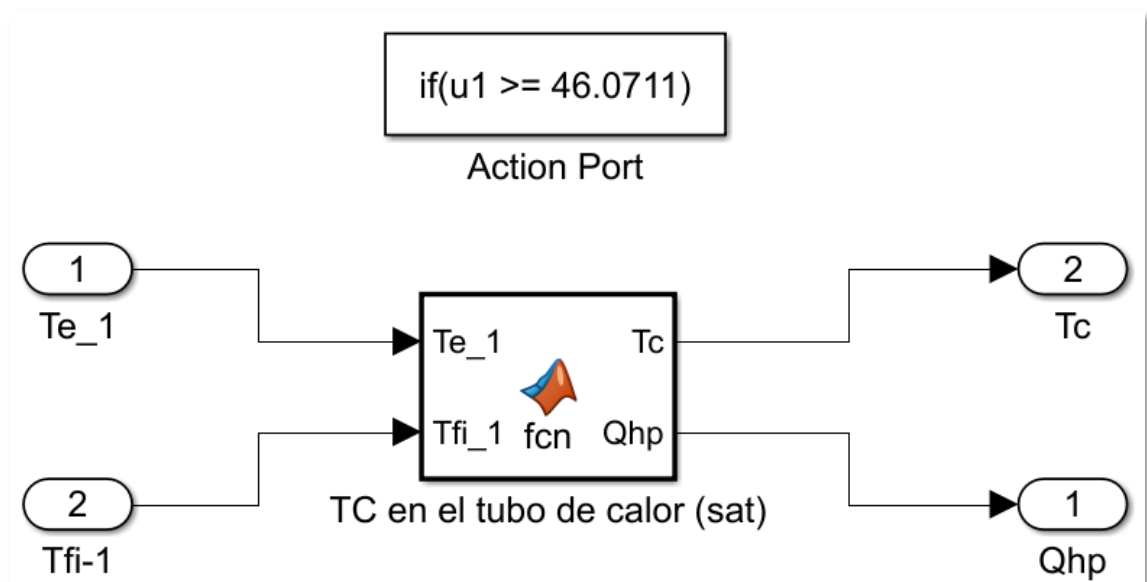 if(u1 >= 46.0711)
Action Port
1
Te_1
2
Tfi-1
Te_1
Tc
Tfi_1
fcn
Qhp
TC en el tubo de calor (sat)
2
Tc
1
Qhp